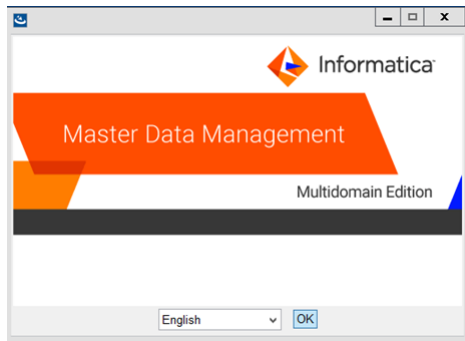 Informatica
Master Data Management
Multidomain Edition
English
OK